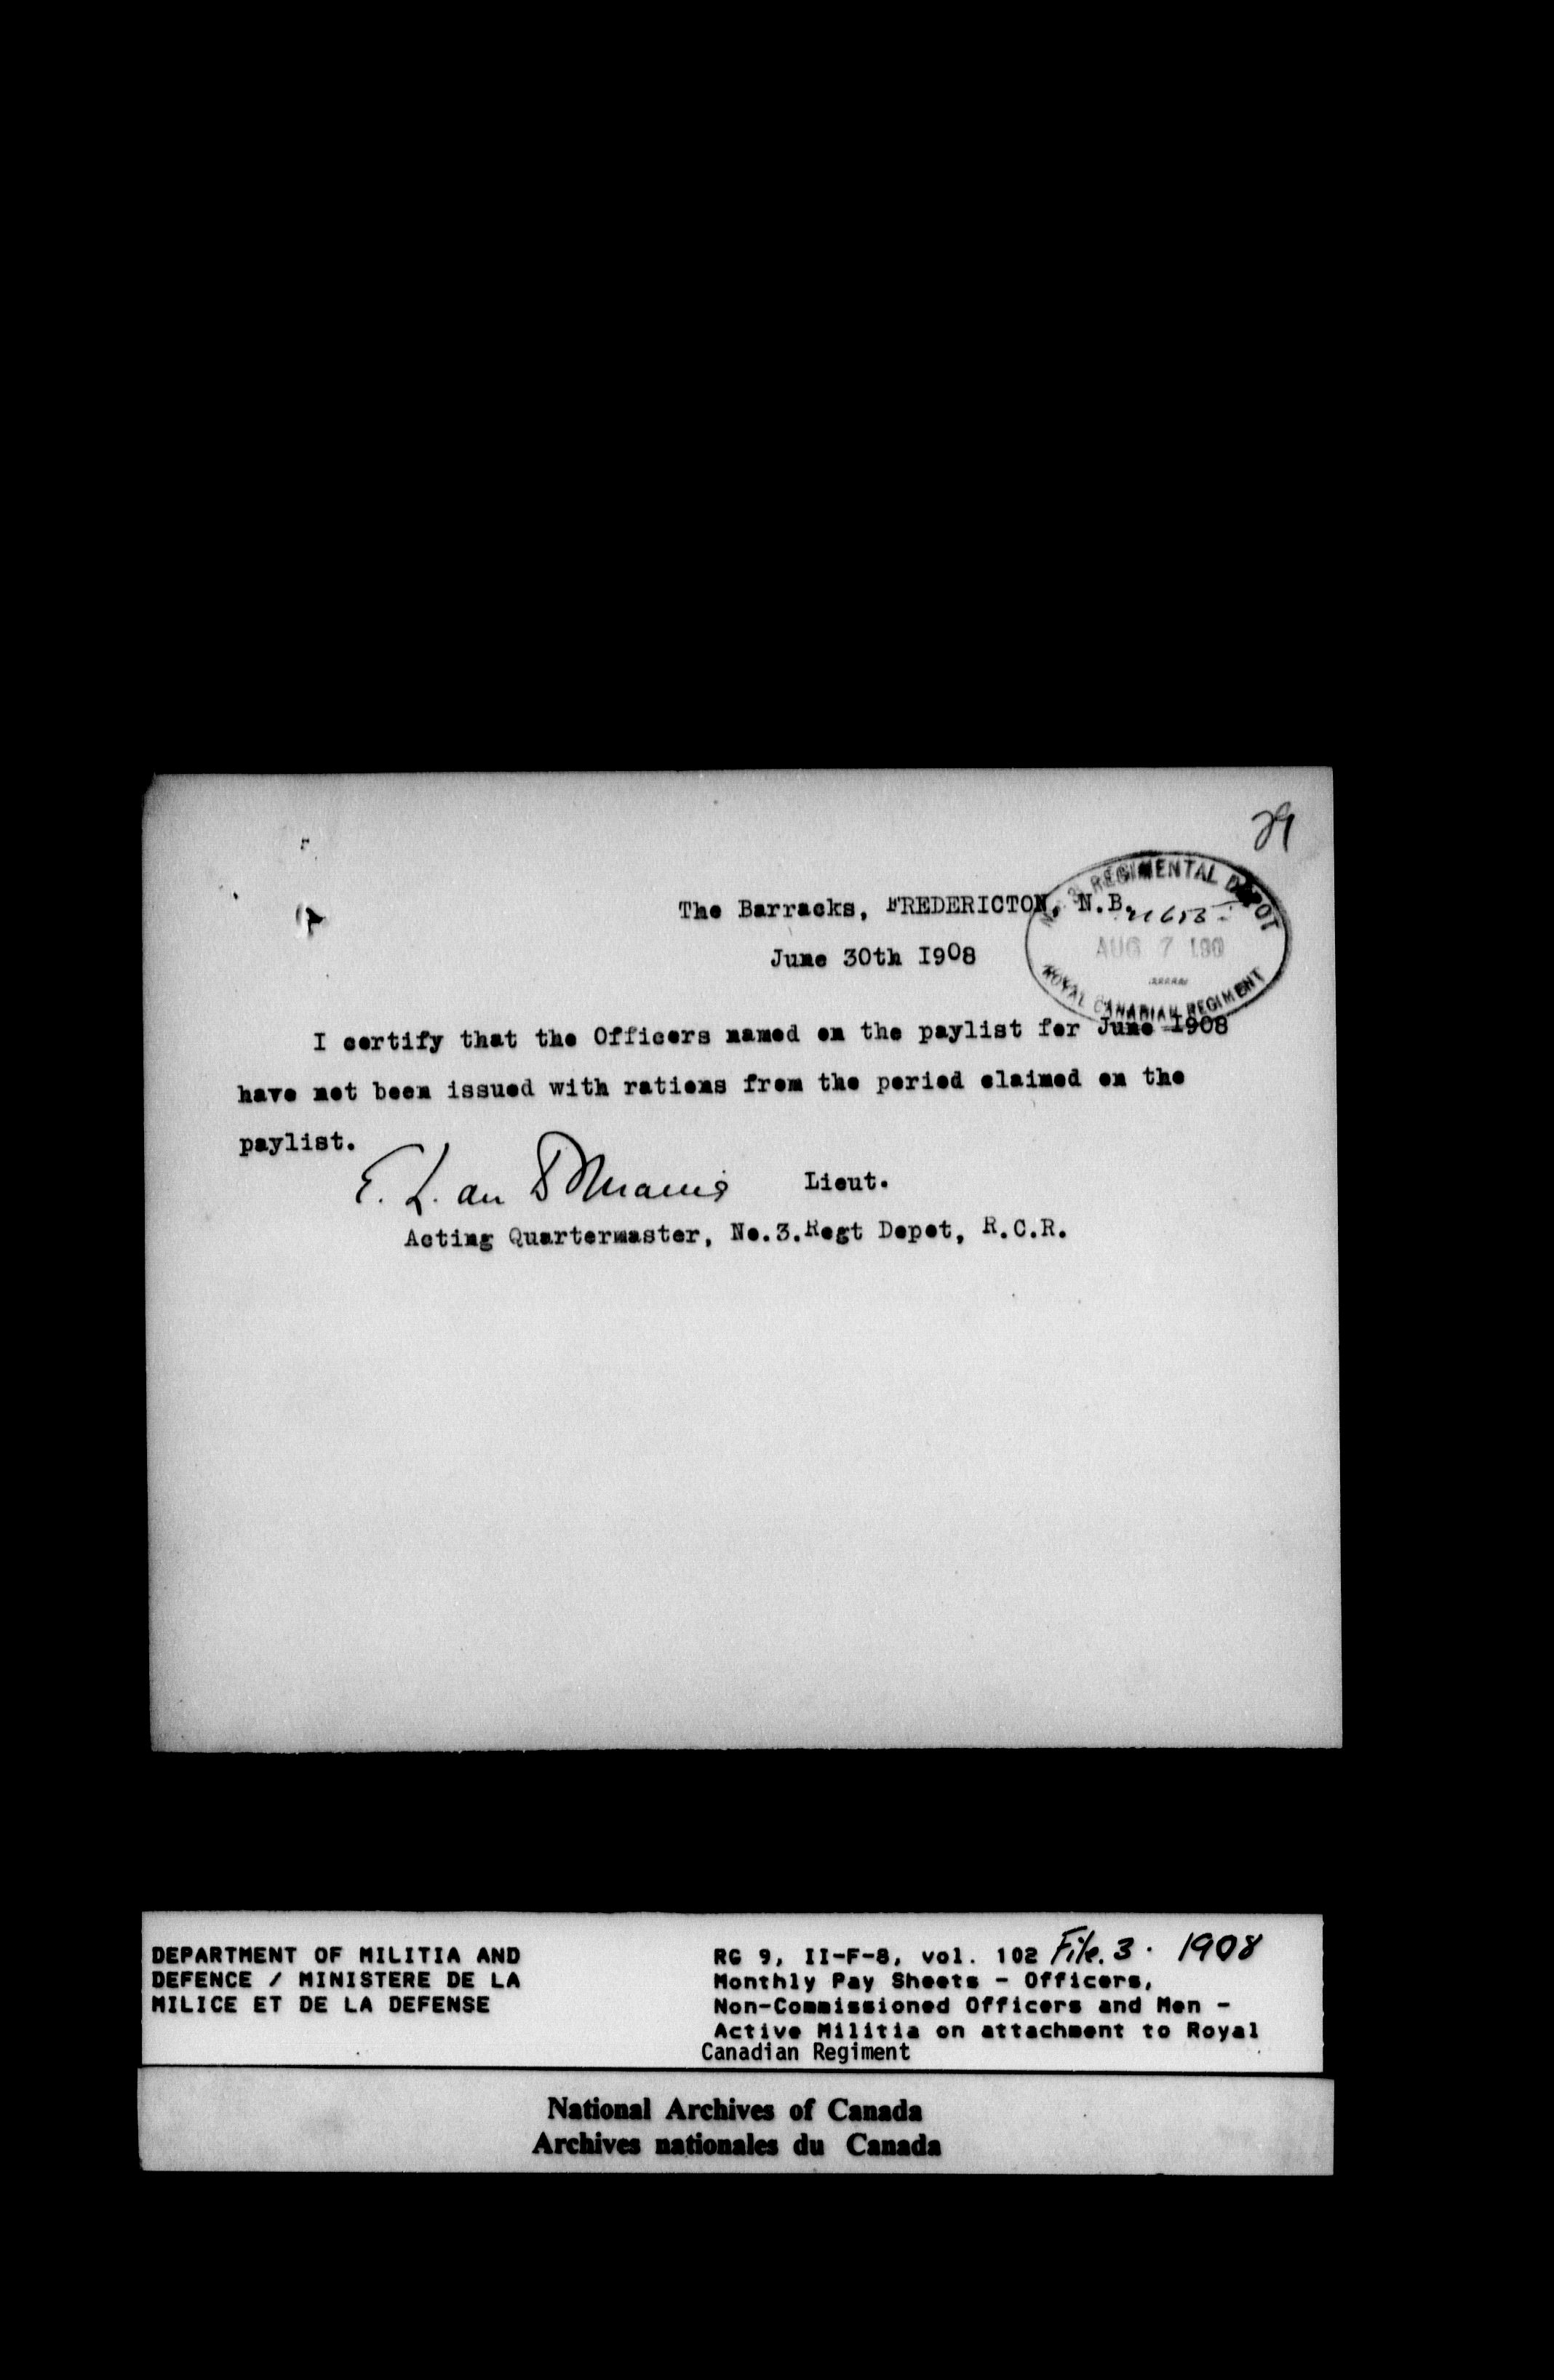 29
No. 3 REGIMENTAL DEPOT
AUG 7 190
ROYAL CANADIAN REGIMENT
The Barracks, FREDERICTON, N.B.
June 30th I908
I certify that the Officers named on the paylist for June I908
have not been issued with rations from the period claimed on the
paylist.
Lieut.
Acting Quartermaster, No.3.Regt Depot, R.C.R.
DEPARTMENT OF MILITIA AND
DEFENCE / MINISTERE DE LA
MILICE ET DE LA DEFENSE
RG 9, II-F-8, vol. 102 File. 3. 1908
Monthly Pay Sheets - Officers,
Non-Commissioned Officers and Men -
Active Militia on attachment to Royal
Canadian Regiment
National Archives of Canada
Archives nationales du Canada